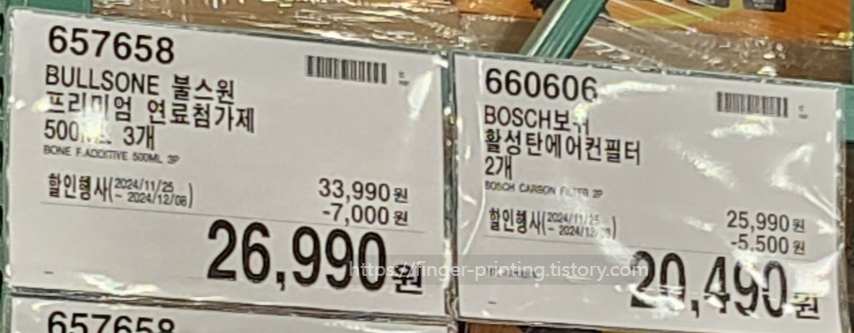 657658
BULLSONE 불스원
프리미엄 연료첨가제
3개
BONE F.ADDITIVE 500ML 3P
할인행사(2024/11/25 ~ 2024/12/08)
33,990원
-7,000원
26,990원
660606
BOSCH보쉬
활성탄에어컨필터
2개
BOSCH CARBON FILTER 2P
할인행사(2024/11/25 ~ 2024/12/08)
25,990원
-5,500원
20,490원
https://finger-printing.tistory.com
657658